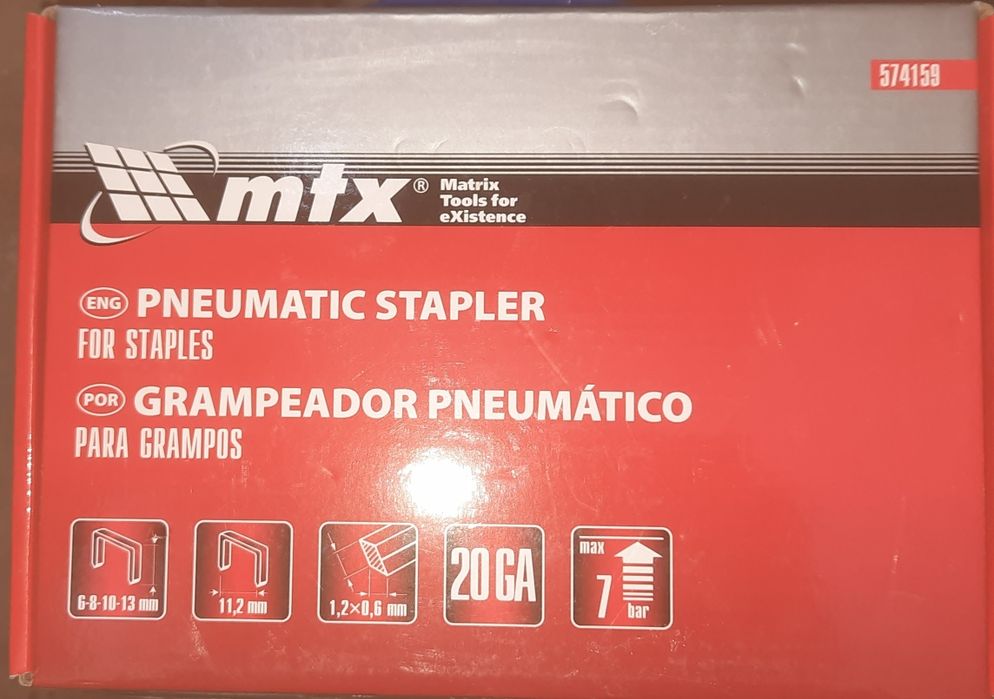 574159
mtx® Matrix
Tools for
eXistence
ENG PNEUMATIC STAPLER
FOR STAPLES
POR GRAMPEADOR PNEUMÁTICO
PARA GRAMPOS
6-8-10-13 mm
11,2 mm
1,2×0,6 mm
20 GA
max
7
bar